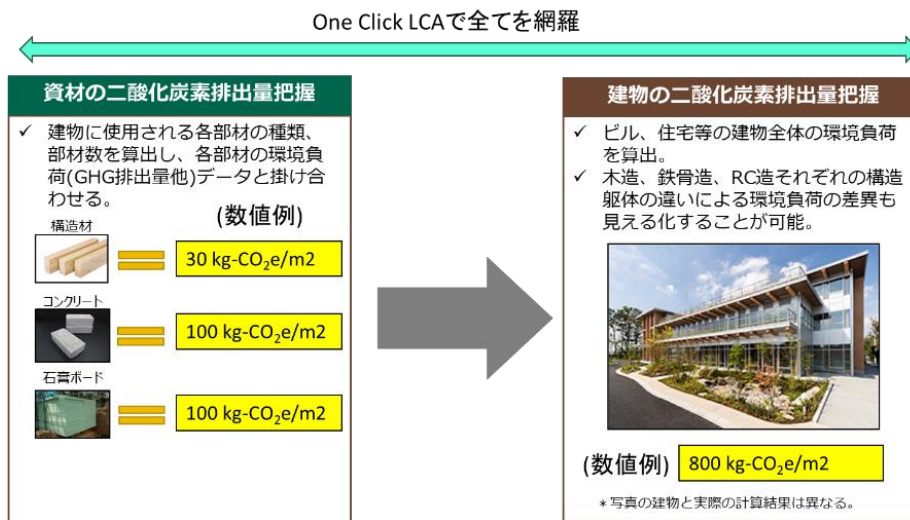 One Click LCAで全てを網羅
資材の二酸化炭素排出量把握
✓ 建物に使用される各部材の種類、
部材数を算出し、各部材の環境負
荷(GHG排出量他)データと掛け合
わせる。
(数値例)
構造材
30 kg-CO₂e/m2
コンクリート
100 kg-CO₂e/m2
石膏ボード
100 kg-CO₂e/m2
建物の二酸化炭素排出量把握
✓ ビル、住宅等の建物全体の環境負荷
を算出。
✓ 木造、鉄骨造、RC造それぞれの構造
躯体の違いによる環境負荷の差異も
見える化することが可能。
(数値例) 800 kg-CO₂e/m2
＊写真の建物と実際の計算結果は異なる。